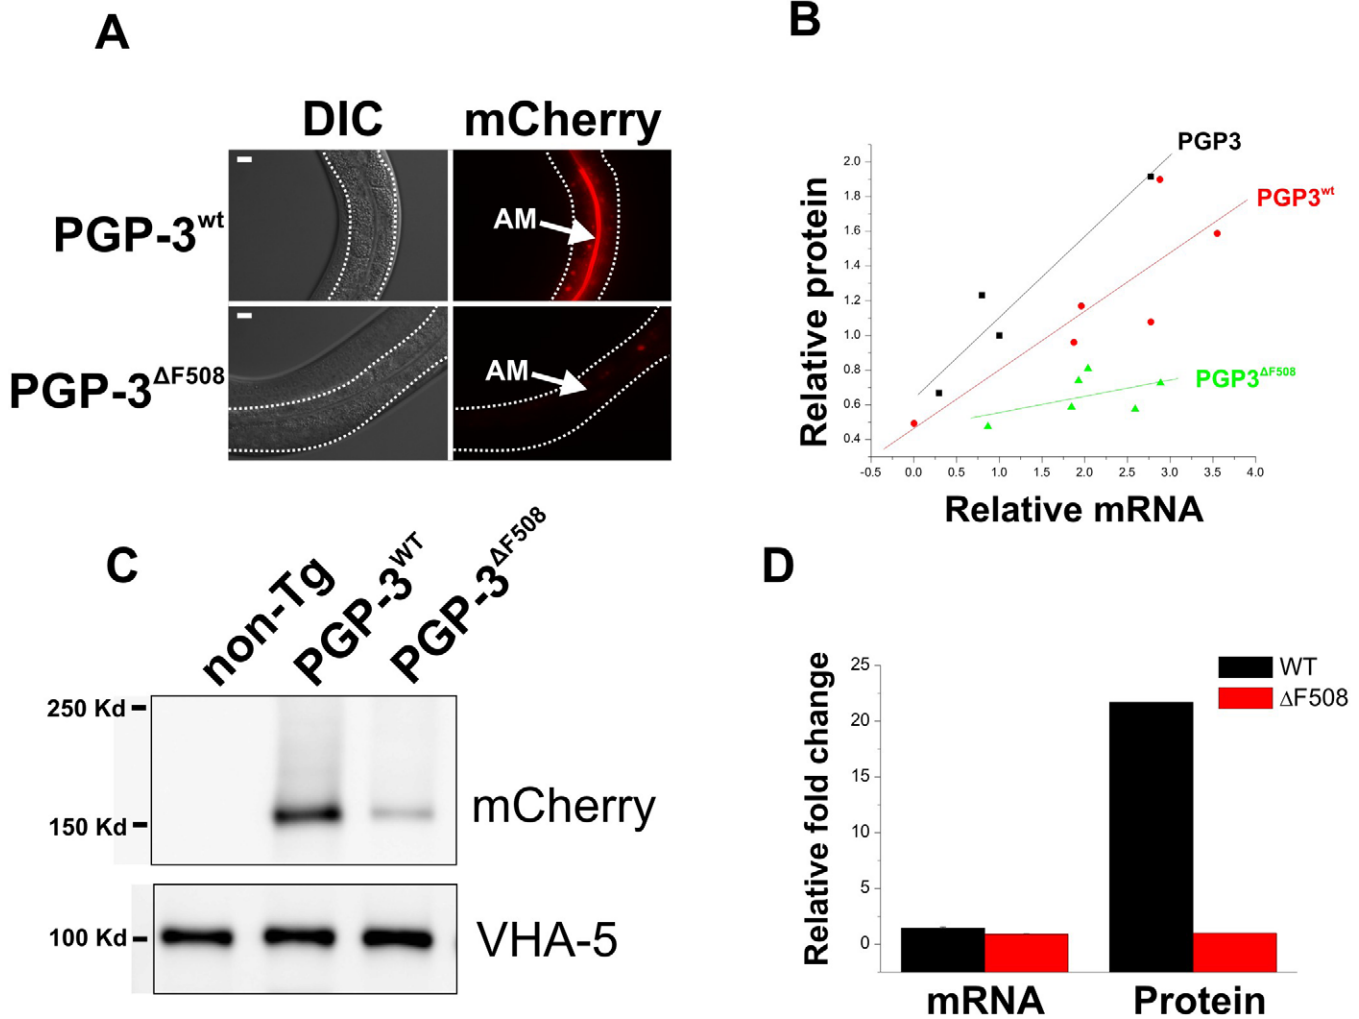 A
DIC
mCherry
PGP-3wt
AM
PGP-3ΔF508
AM
B
Relative protein
2.0
1.8
1.6
1.4
1.2
1.0
0.8
0.6
0.4
-0.5
0.0
0.5
1.0
1.5
2.0
2.5
3.0
3.5
4.0
Relative mRNA
PGP3
PGP3wt
PGP3ΔF508
C
non-Tg
PGP-3WT
PGP-3ΔF508
250 Kd
150 Kd
mCherry
100 Kd
VHA-5
D
Relative fold change
25
20
15
10
5
0
WT
ΔF508
mRNA
Protein